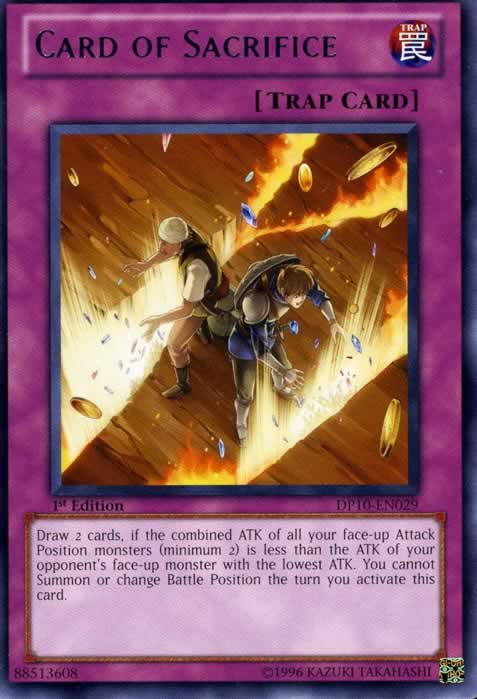 Card of Sacrifice
TRAP
罠
[Trap Card]
1st Edition
DP10-EN029
Draw 2 cards, if the combined ATK of all your face-up Attack
Position monsters (minimum 2) is less than the ATK of your
opponent's face-up monster with the lowest ATK. You cannot
Summon or change Battle Position the turn you activate this
card.
88513608
©1996 KAZUKI TAKAHASHI